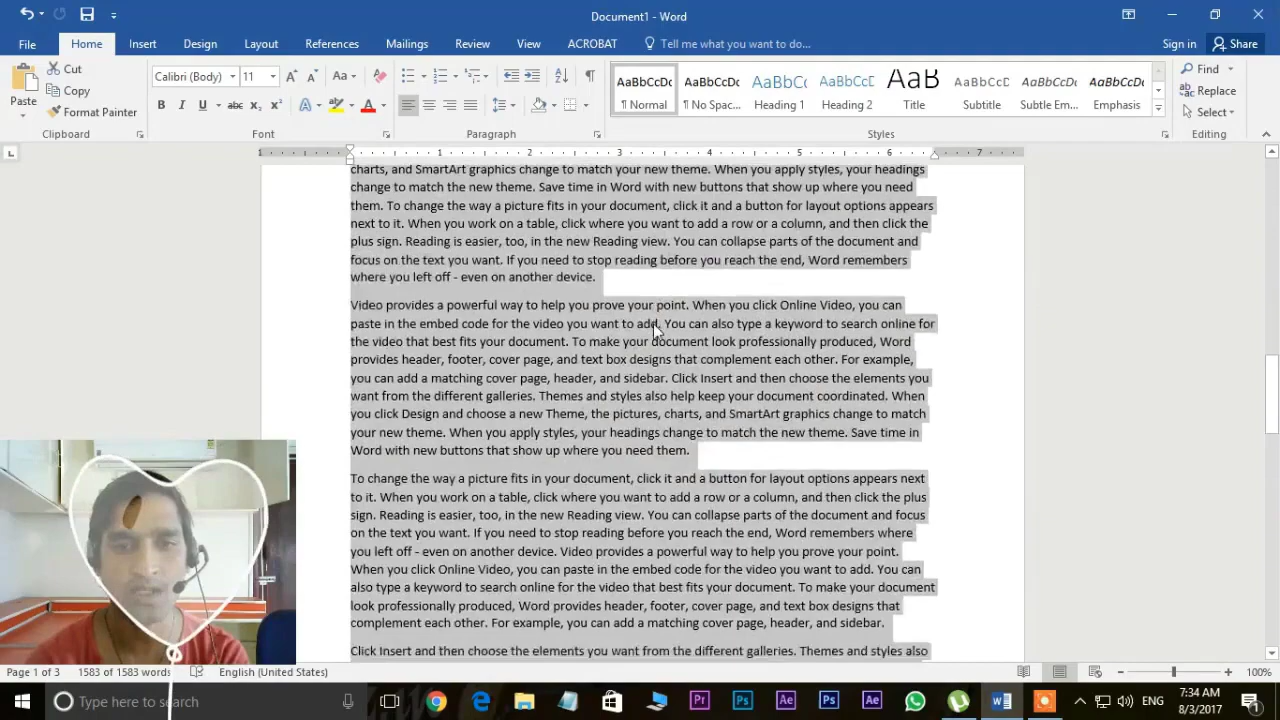 Document1 - Word
File Home Insert Design Layout References Mailings Review View ACROBAT Tell me what you want to do... Sign in Share
Paste
Cut
Copy
Format Painter
Clipboard
Calibri (Body) 11
Font
Paragraph
AaBbCcDc AaBbCcDc AaBbCc AaBbCcD AaB AaBbCcD AaBbCcDc AaBbCcDc
¶ Normal ¶ No Spac... Heading 1 Heading 2 Title Subtitle Subtle Em... Emphasis
Styles
Find
Replace
Select
Editing
1 1 2 3 4 5 6 7
charts, and SmartArt graphics change to match your new theme. When you apply styles, your headings
change to match the new theme. Save time in Word with new buttons that show up where you need
them. To change the way a picture fits in your document, click it and a button for layout options appears
next to it. When you work on a table, click where you want to add a row or a column, and then click the
plus sign. Reading is easier, too, in the new Reading view. You can collapse parts of the document and
focus on the text you want. If you need to stop reading before you reach the end, Word remembers
where you left off - even on another device.
Video provides a powerful way to help you prove your point. When you click Online Video, you can
paste in the embed code for the video you want to add. You can also type a keyword to search online for
the video that best fits your document. To make your document look professionally produced, Word
provides header, footer, cover page, and text box designs that complement each other. For example,
you can add a matching cover page, header, and sidebar. Click Insert and then choose the elements you
want from the different galleries. Themes and styles also help keep your document coordinated. When
you click Design and choose a new Theme, the pictures, charts, and SmartArt graphics change to match
your new theme. When you apply styles, your headings change to match the new theme. Save time in
Word with new buttons that show up where you need them.
To change the way a picture fits in your document, click it and a button for layout options appears next
to it. When you work on a table, click where you want to add a row or a column, and then click the plus
sign. Reading is easier, too, in the new Reading view. You can collapse parts of the document and focus
on the text you want. If you need to stop reading before you reach the end, Word remembers where
you left off - even on another device. Video provides a powerful way to help you prove your point.
When you click Online Video, you can paste in the embed code for the video you want to add. You can
also type a keyword to search online for the video that best fits your document. To make your document
look professionally produced, Word provides header, footer, cover page, and text box designs that
complement each other. For example, you can add a matching cover page, header, and sidebar.
Click Insert and then choose the elements you want from the different galleries. Themes and styles also
Page 1 of 3 1583 of 1583 words English (United States) 100%
Type here to search
ENG
7:34 AM
8/3/2017